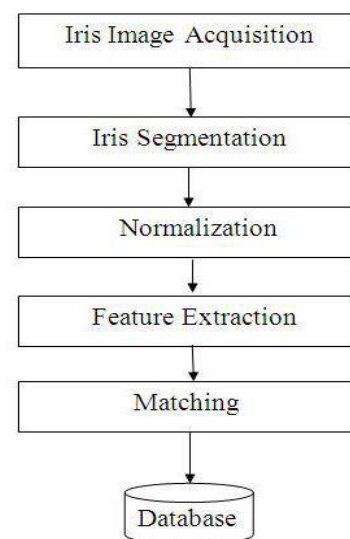 Iris Image Acquisition
Iris Segmentation
Normalization
Feature Extraction
Matching
Database